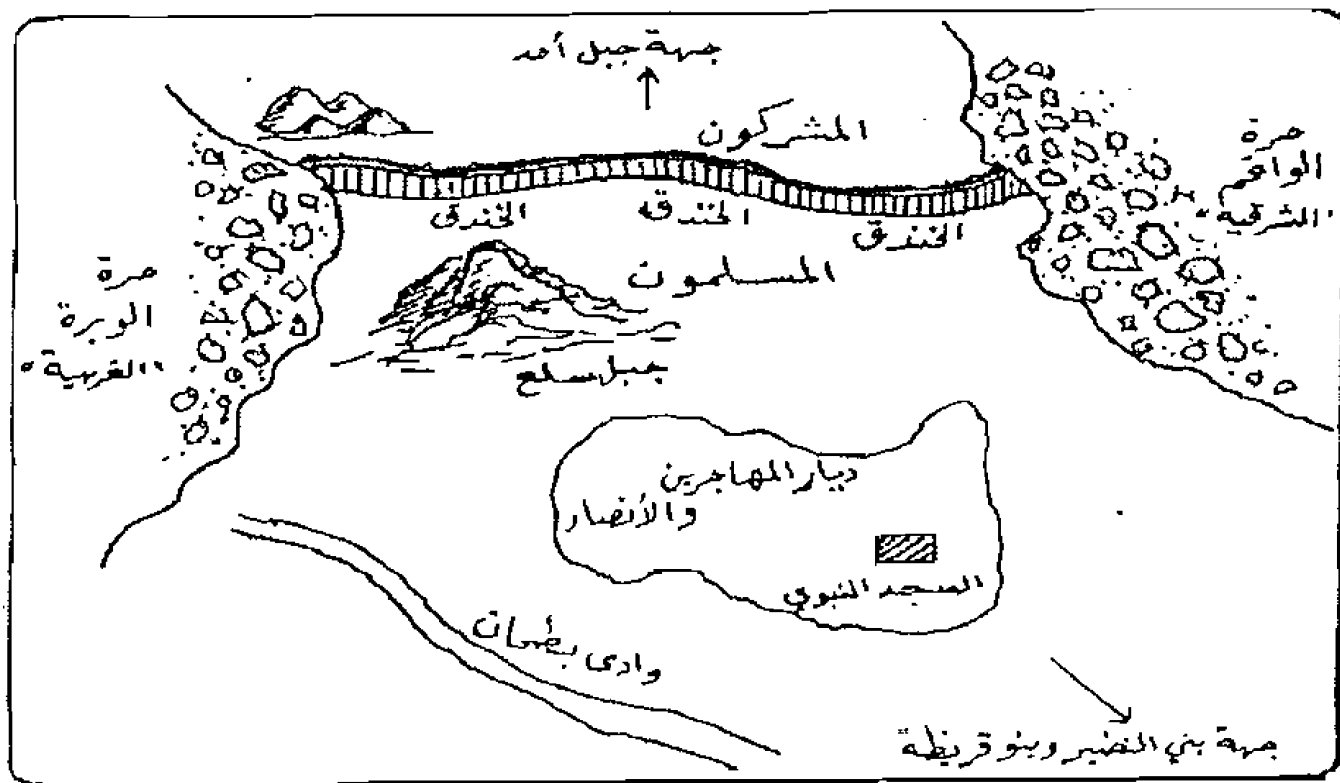 جهة جبل أحد
المشركون
حرة
الواقم
"الشرقية"
الخندق
الخندق
الخندق
المسلمون
حرة
الوبرة
"الغربية"
جبل سلع
ديار المهاجرين
والأنصار
المسجد النبوي
وادى بطحان
جهة بني النضير وبنو قريظة